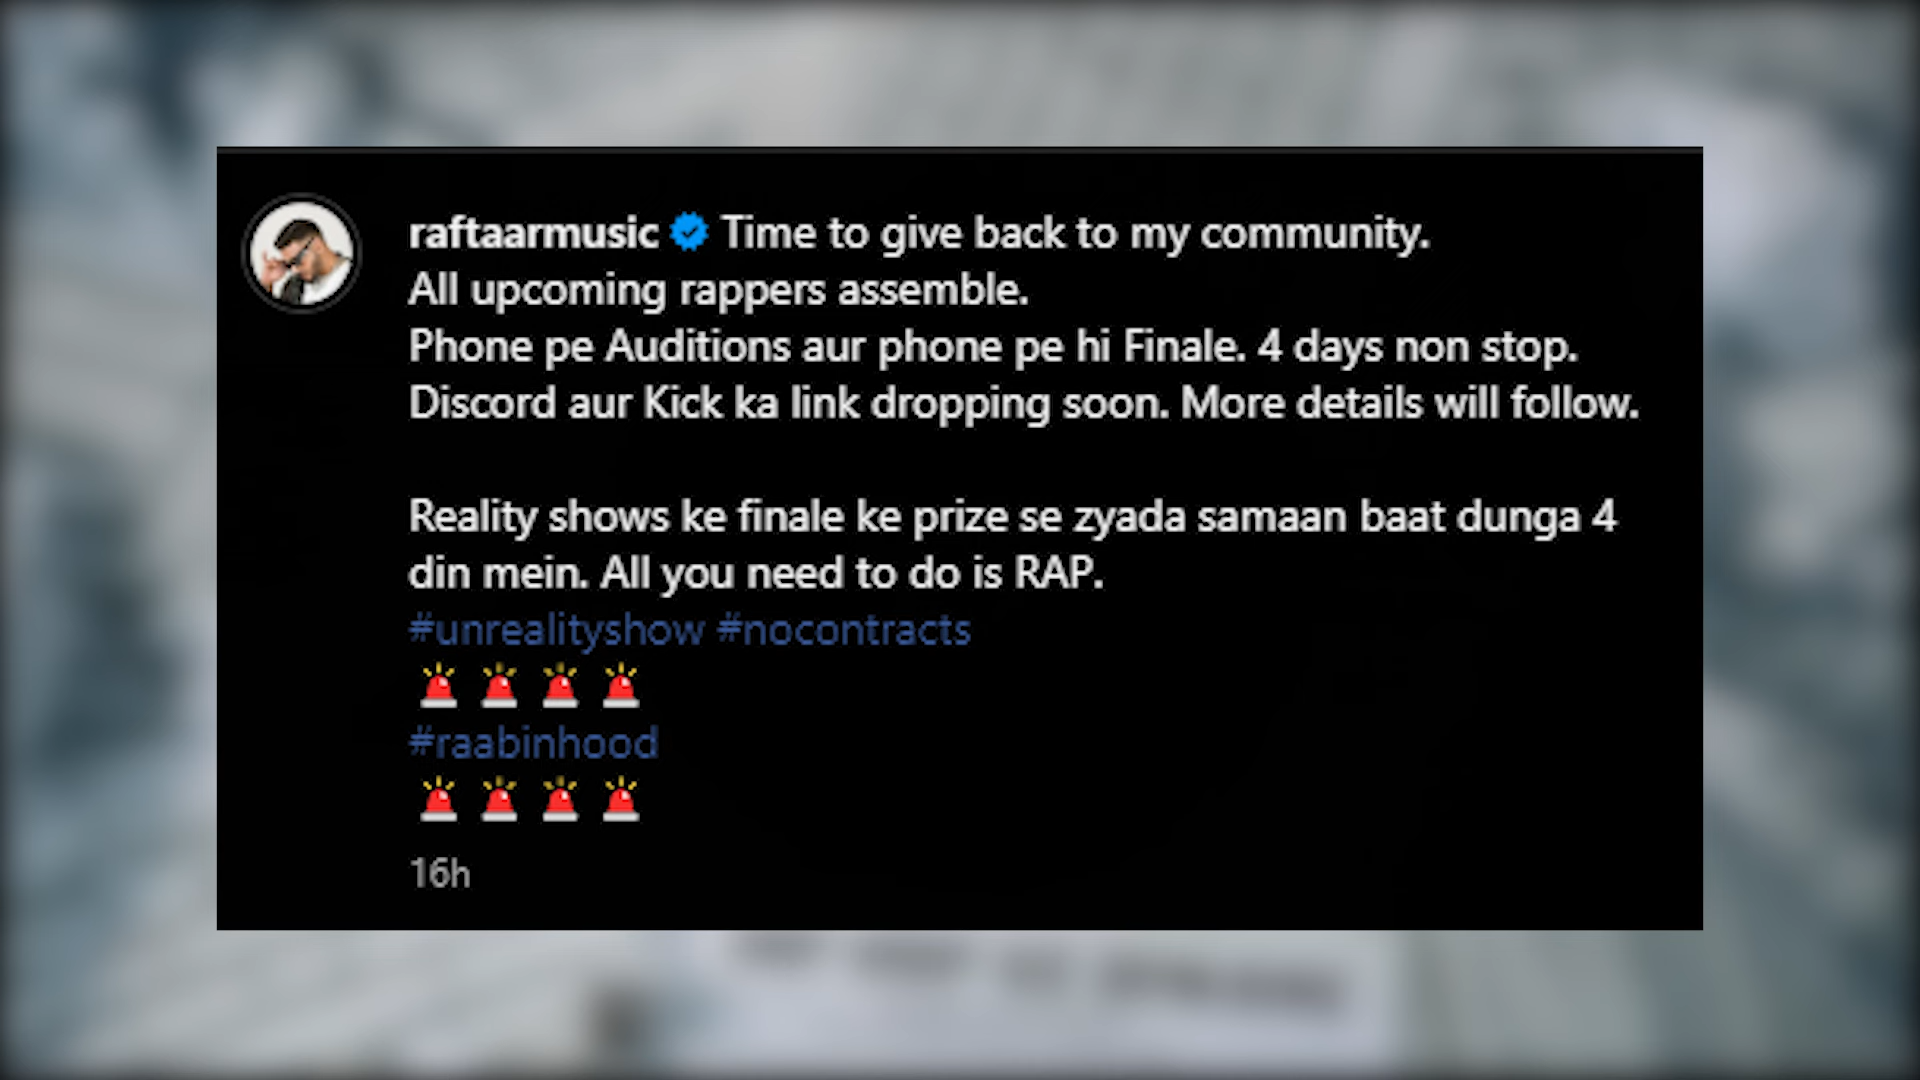 raftaarmusic Time to give back to my community.
All upcoming rappers assemble.
Phone pe Auditions aur phone pe hi Finale. 4 days non stop.
Discord aur Kick ka link dropping soon. More details will follow.
Reality shows ke finale ke prize se zyada samaan baat dunga 4
din mein. All you need to do is RAP.
#unrealityshow #nocontracts
🚨 🚨 🚨 🚨
#raabinhood
🚨 🚨 🚨 🚨
16h